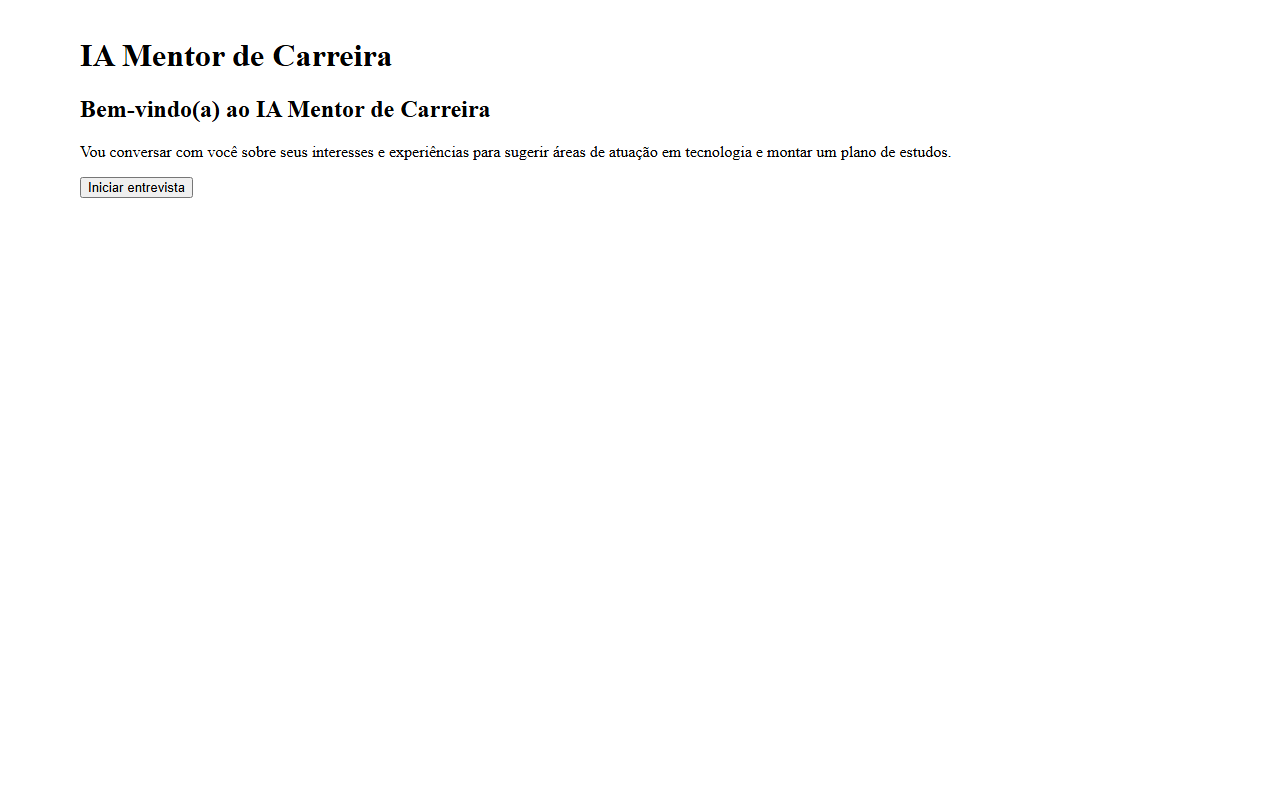 IA Mentor de Carreira
Bem-vindo(a) ao IA Mentor de Carreira
Vou conversar com você sobre seus interesses e experiências para sugerir áreas de atuação em tecnologia e montar um plano de estudos.
Iniciar entrevista